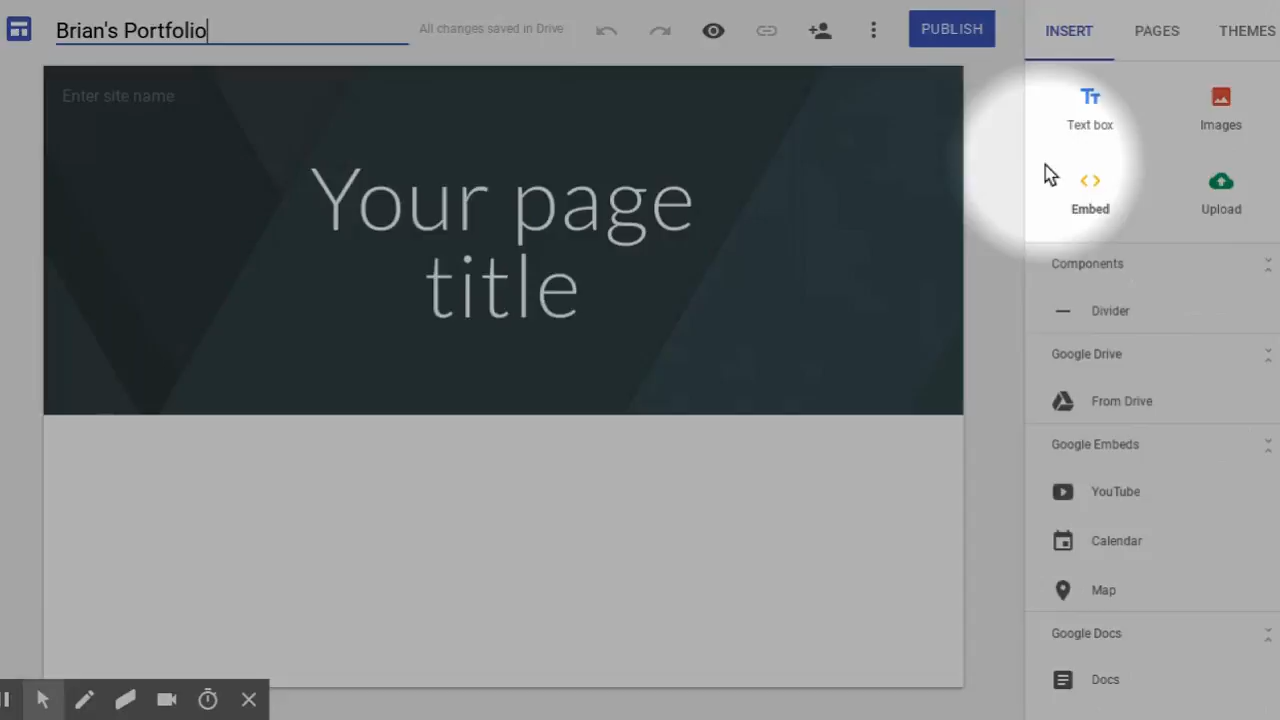 Brian's Portfolio
All changes saved in Drive
PUBLISH
INSERT
PAGES
THEMES
Enter site name
Your page
title
Text box
Images
Embed
Upload
Components
Divider
Google Drive
From Drive
Google Embeds
YouTube
Calendar
Map
Google Docs
Docs